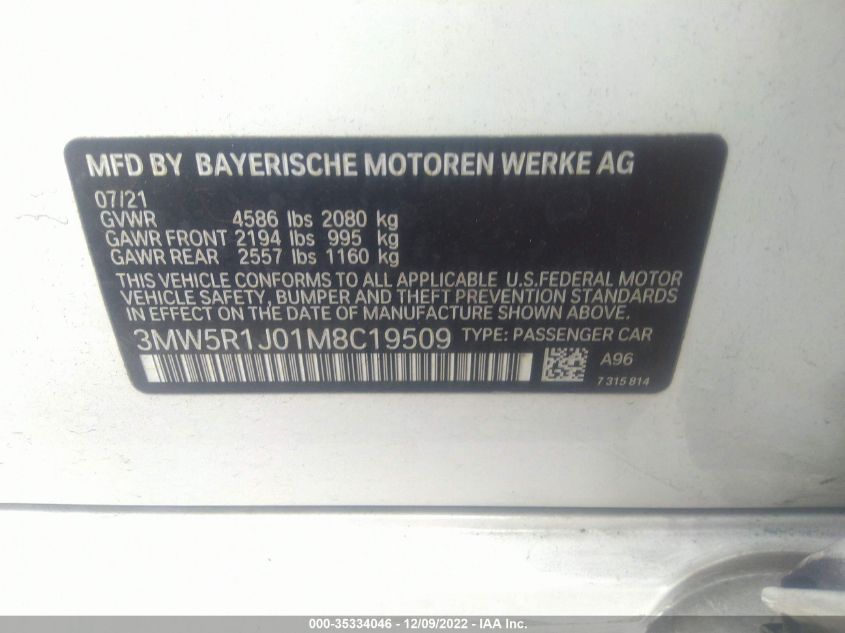 MFD BY BAYERISCHE MOTOREN WERKE AG
07/21
GVWR 4586 lbs 2080 kg
GAWR FRONT 2194 lbs 995 kg
GAWR REAR 2557 lbs 1160 kg
THIS VEHICLE CONFORMS TO ALL APPLICABLE U.S.FEDERAL MOTOR
VEHICLE SAFETY, BUMPER AND THEFT PREVENTION STANDARDS
IN EFFECT ON THE DATE OF MANUFACTURE SHOWN ABOVE.
3MW5R1J01M8C19509 TYPE: PASSENGER CAR
A96
7 315 814
000-35334046 - 12/09/2022 - IAA Inc.